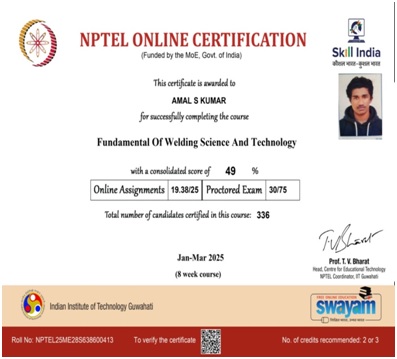 NPTEL ONLINE CERTIFICATION
(Funded by the MoE, Govt. of India)
Skill India
कौशल भारत - कुशल भारत
This certificate is awarded to
AMAL S KUMAR
for successfully completing the course
Fundamental Of Welding Science And Technology
with a consolidated score of 49 %
Online Assignments 19.38/25 Proctored Exam 30/75
Total number of candidates certified in this course: 336
Jan-Mar 2025
(8 week course)
Prof. T. V. Bharat
Head, Centre for Educational Technology
NPTEL Coordinator, IIT Guwahati
Indian Institute of Technology Guwahati
FREE ONLINE EDUCATION
swayam
Roll No: NPTEL25ME28S638600413
To verify the certificate
No. of credits recommended: 2 or 3